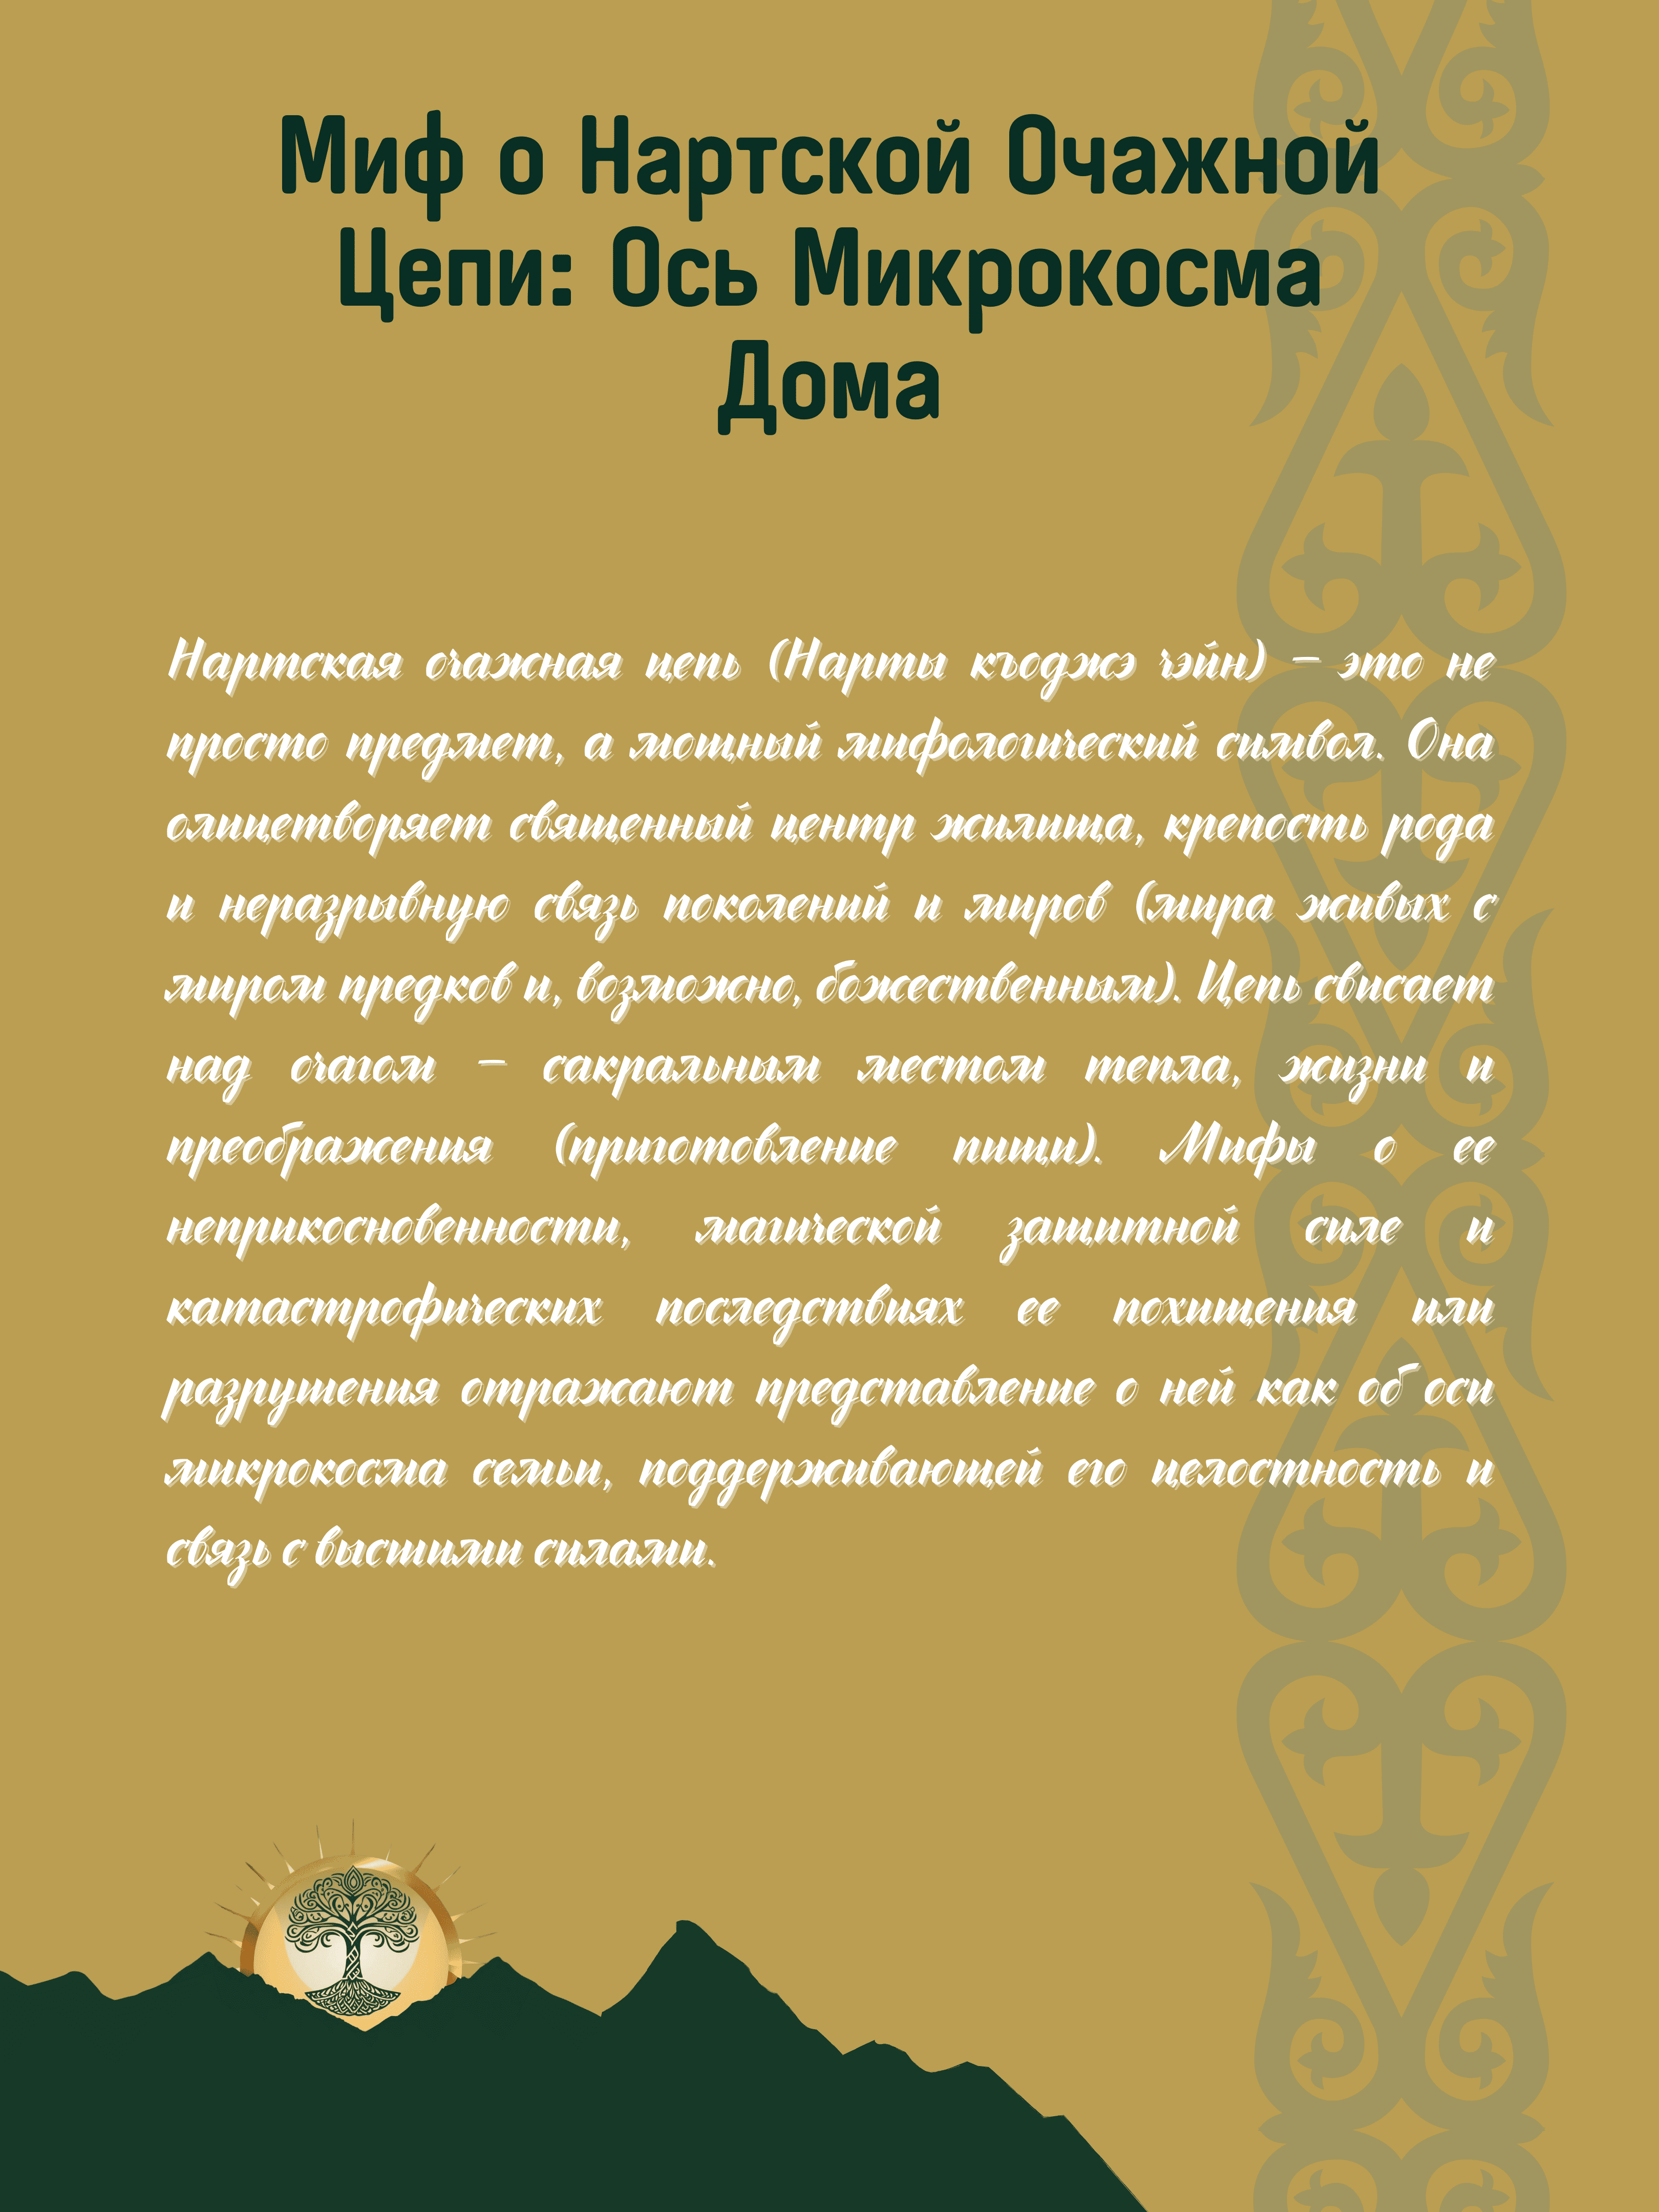 Миф о Нартской Очажной
Цепи: Ось Микрокосма
Дома
Нартская очажная цепь (Нарты къоджэ чэйн) – это не
просто предмет, а мощный мифологический символ. Она
олицетворяет священный центр жилища, крепость рода
и неразрывную связь поколений и миров (мира живых с
миром предков и, возможно, божественным). Цепь свисает
над очагом – сакральным местом тепла, жизни и
преображения (приготовление пищи). Мифы о ее
неприкосновенности, магической защитной силе и
катастрофических последствиях ее похищения или
разрушения отражают представление о ней как об оси
микрокосма семьи, поддерживающей его целостность и
связь с высшими силами.